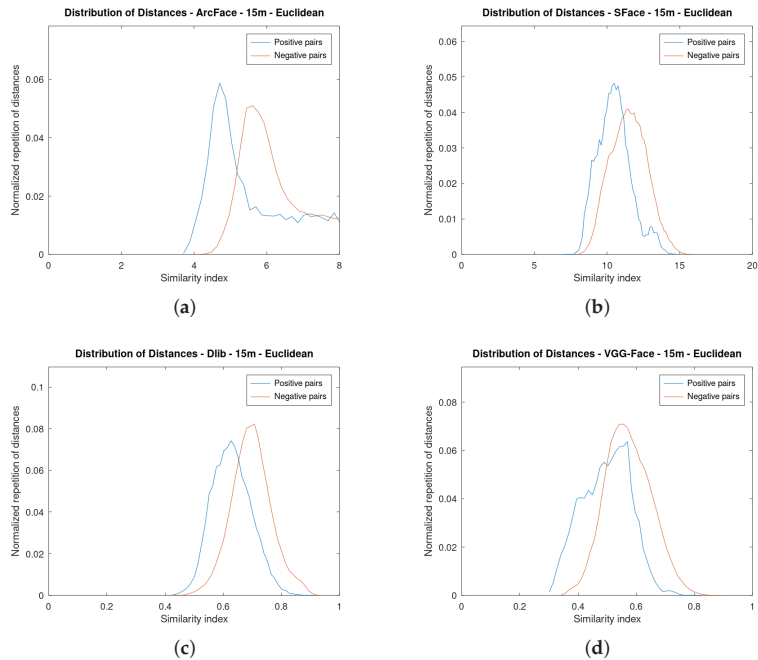 Distribution of Distances - ArcFace - 15m - Euclidean
Positive pairs
Negative pairs
Normalized repetition of distances
0.06
0.04
0.02
0
0 2 4 6 8
Similarity index
(a)
Distribution of Distances - SFace - 15m - Euclidean
Positive pairs
Negative pairs
Normalized repetition of distances
0.06
0.05
0.04
0.03
0.02
0.01
0
0 5 10 15 20
Similarity index
(b)
Distribution of Distances - Dlib - 15m - Euclidean
Positive pairs
Negative pairs
Normalized repetition of distances
0.1
0.08
0.06
0.04
0.02
0
0 0.2 0.4 0.6 0.8 1
Similarity index
(c)
Distribution of Distances - VGG-Face - 15m - Euclidean
Positive pairs
Negative pairs
Normalized repetition of distances
0.08
0.06
0.04
0.02
0
0 0.2 0.4 0.6 0.8 1
Similarity index
(d)